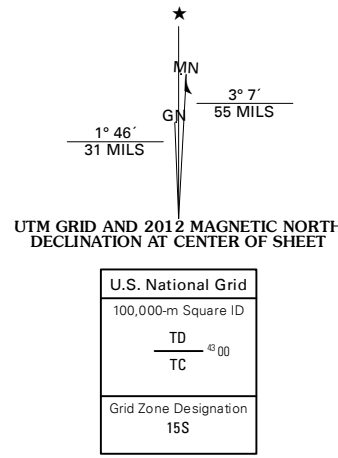 ★
MN
3° 7´
55 MILS
GN
1° 46´
31 MILS
UTM GRID AND 2012 MAGNETIC NORTH
DECLINATION AT CENTER OF SHEET
U.S. National Grid
100,000-m Square ID
TD
43 00
TC
Grid Zone Designation
15S